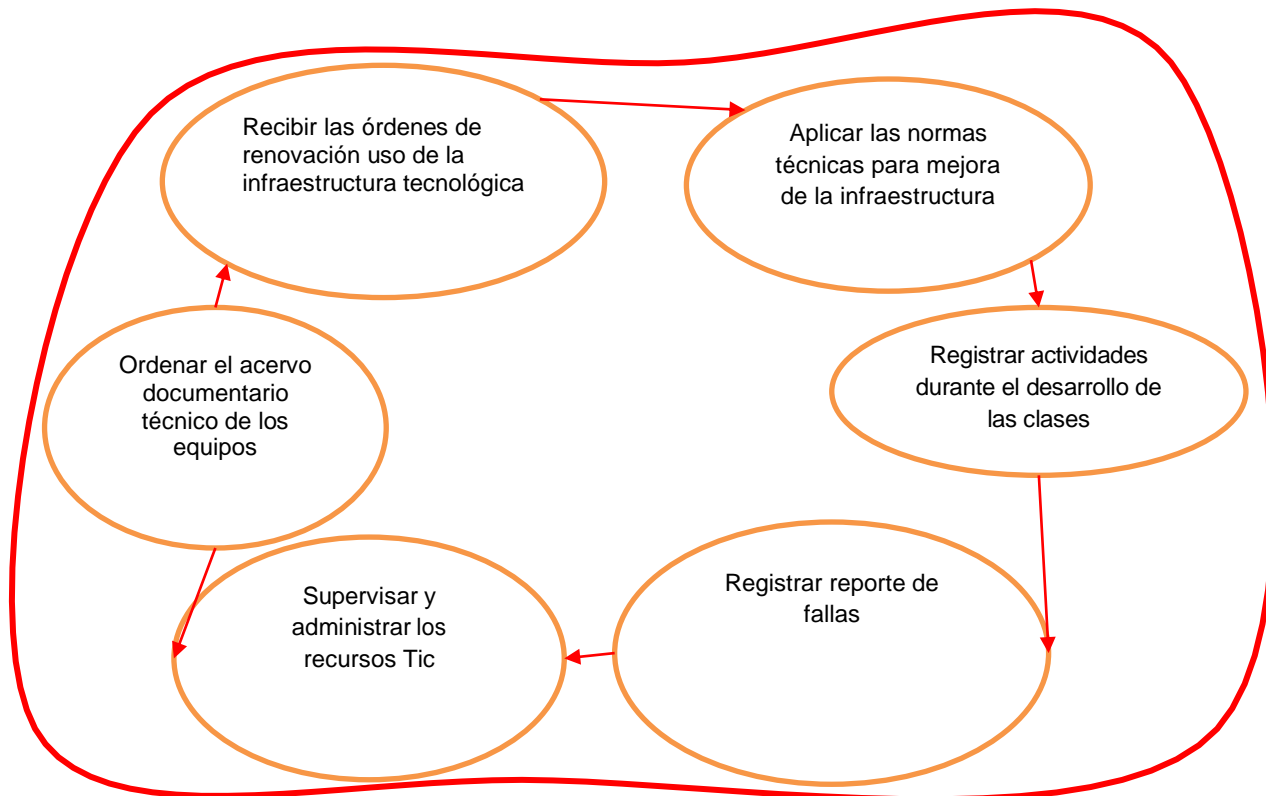 Recibir las órdenes de
renovación uso de la
infraestructura tecnológica
Aplicar las normas
técnicas para mejora
de la infraestructura
Ordenar el acervo
documentario
técnico de los
equipos
Registrar actividades
durante el desarrollo de
las clases
Supervisar y
administrar los
recursos Tic
Registrar reporte de
fallas